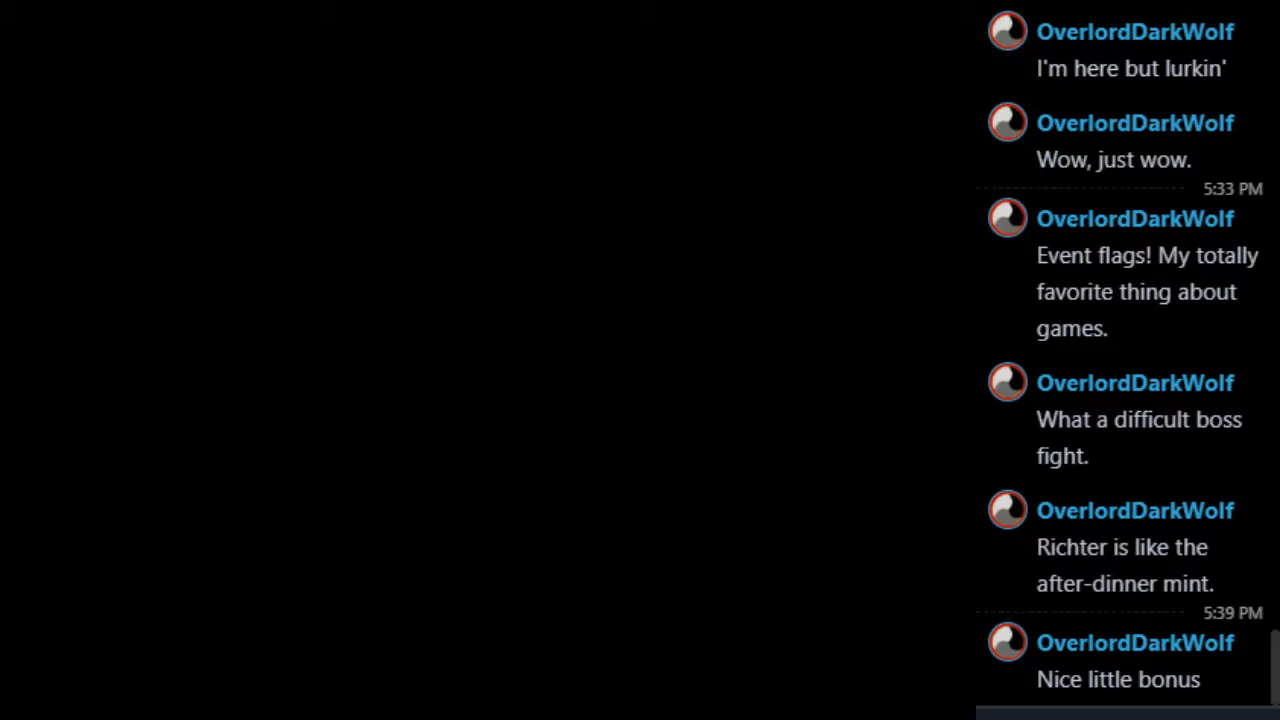 OverlordDarkWolf
I'm here but lurkin'
OverlordDarkWolf
Wow, just wow.
5:33 PM
OverlordDarkWolf
Event flags! My totally
favorite thing about
games.
OverlordDarkWolf
What a difficult boss
fight.
OverlordDarkWolf
Richter is like the
after-dinner mint.
5:39 PM
OverlordDarkWolf
Nice little bonus